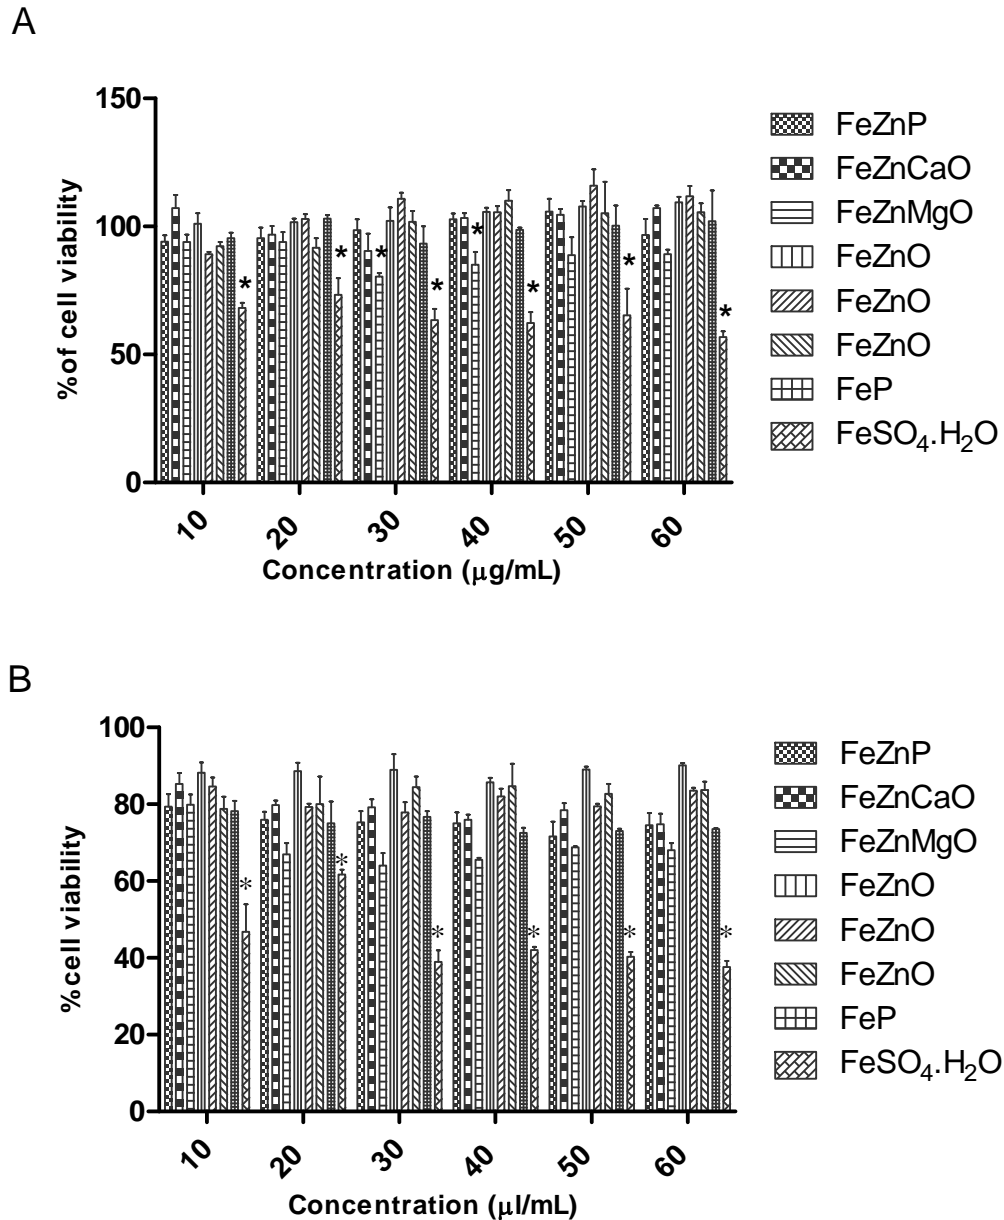 A
150
100
50
0
%of cell viability
*
*
*
*
*
*
*
*
10
20
30
40
50
60
Concentration (μg/mL)
FeZnP
FeZnCaO
FeZnMgO
FeZnO
FeZnO
FeZnO
FeP
FeSO₄.H₂O
B
100
80
60
40
20
0
%cell viability
*
*
*
*
*
*
10
20
30
40
50
60
Concentration (μl/mL)
FeZnP
FeZnCaO
FeZnMgO
FeZnO
FeZnO
FeZnO
FeP
FeSO₄.H₂O